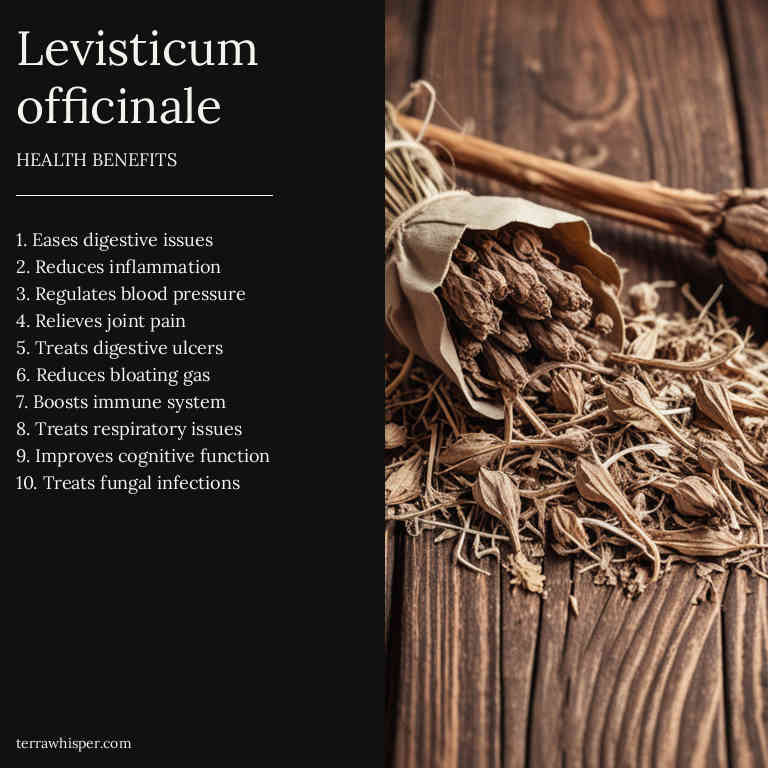 Levisticum
officinale
HEALTH BENEFITS
1. Eases digestive issues
2. Reduces inflammation
3. Regulates blood pressure
4. Relieves joint pain
5. Treats digestive ulcers
6. Reduces bloating gas
7. Boosts immune system
8. Treats respiratory issues
9. Improves cognitive function
10. Treats fungal infections
terrawhisper.com